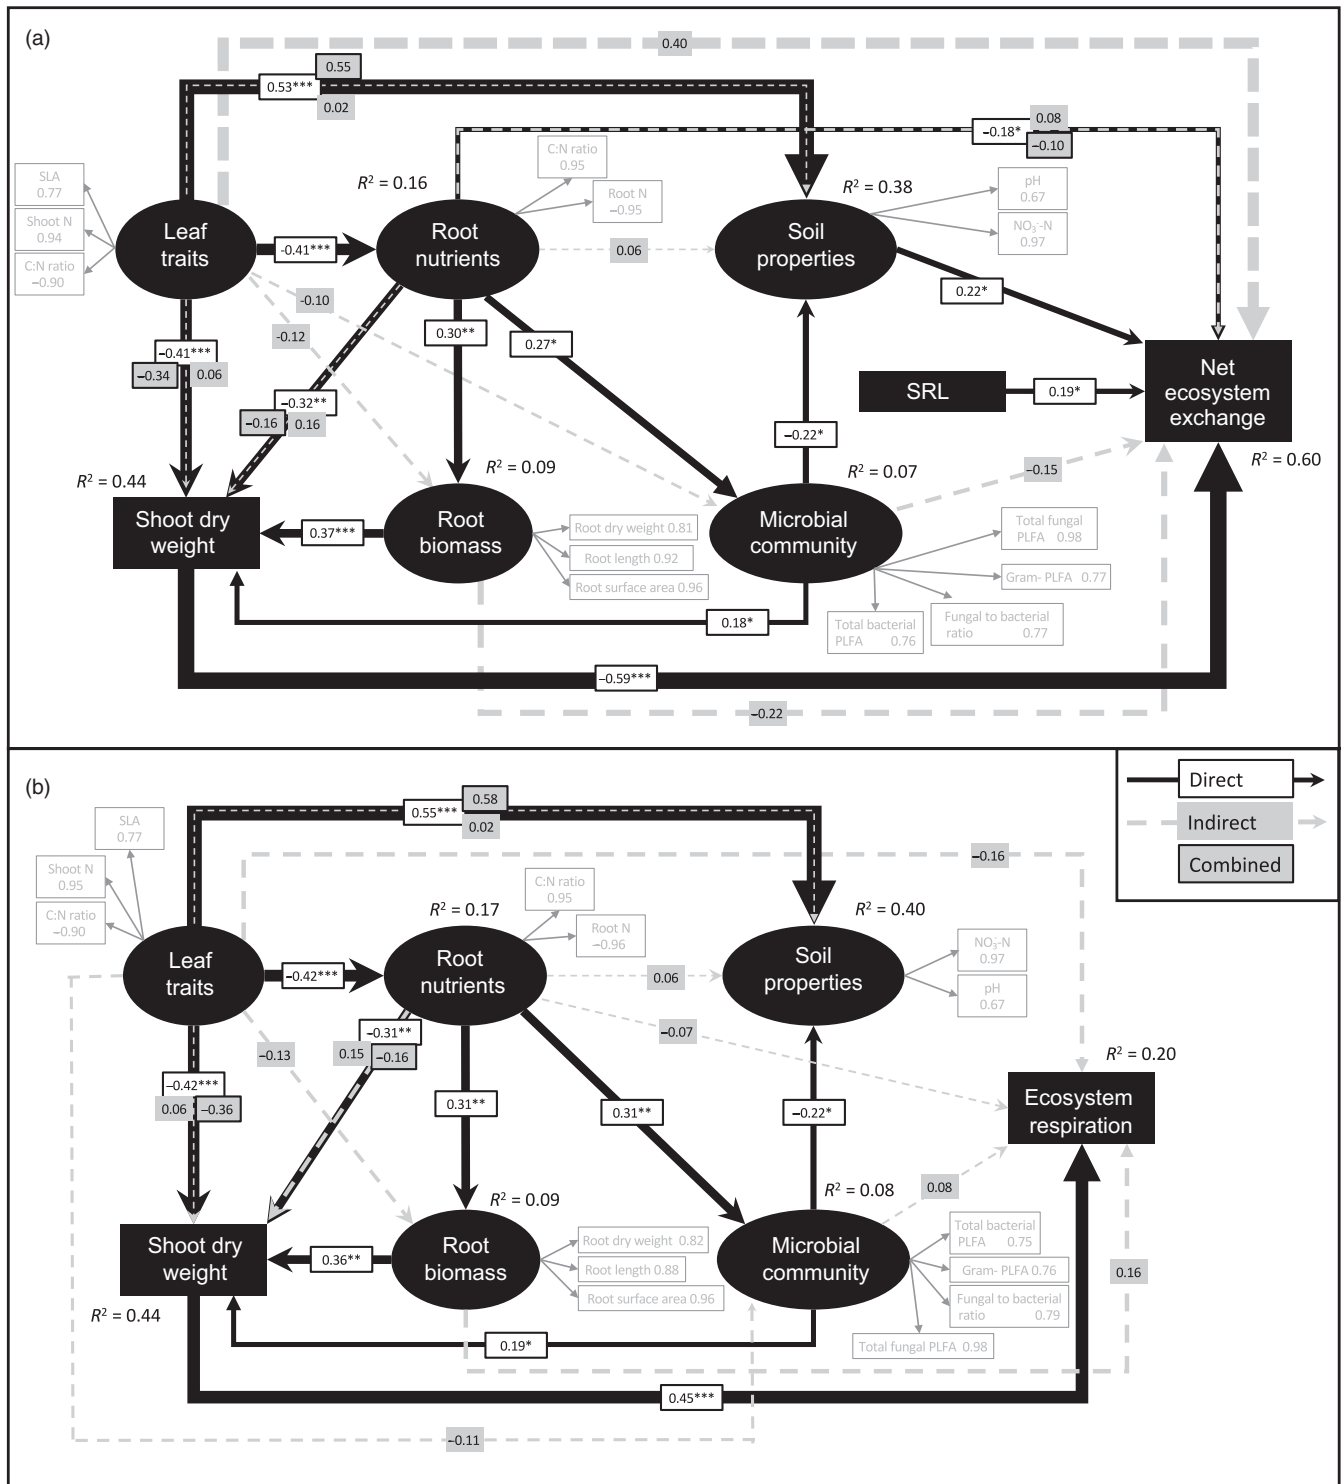 (a)
0.40
0.55
0.53***
0.02
0.08
−0.18*
−0.10
C:N ratio
0.95
Root N
−0.95
SLA
0.77
Shoot N
0.94
C:N ratio
−0.90
R² = 0.16
R² = 0.38
pH
0.67
NO₃⁻-N
0.97
Leaf
traits
−0.41***
Root
nutrients
0.06
Soil
properties
0.22*
-0.10
-0.12
0.30**
0.27*
−0.41***
−0.34
0.06
−0.32**
−0.16
0.16
SRL
0.19*
Net
ecosystem
exchange
−0.22*
R² = 0.44
R² = 0.09
R² = 0.07
−0.15
R² = 0.60
Shoot dry
weight
0.37***
Root
biomass
Root dry weight 0.81
Root length 0.92
Root surface area 0.96
Microbial
community
Total fungal
PLFA 0.98
Gram- PLFA 0.77
Fungal to bacterial
ratio 0.77
Total bacterial
PLFA 0.76
0.18*
−0.59***
−0.22
(b)
Direct
Indirect
Combined
0.58
0.55***
0.02
−0.16
SLA
0.77
Shoot N
0.95
C:N ratio
−0.90
C:N ratio
0.95
Root N
−0.96
R² = 0.17
R² = 0.40
NO₃⁻-N
0.97
pH
0.67
Leaf
traits
−0.42***
Root
nutrients
0.06
Soil
properties
−0.07
−0.31**
0.15
−0.16
−0.13
−0.42***
0.06
−0.36
0.31**
0.31**
−0.22*
R² = 0.20
Ecosystem
respiration
0.08
R² = 0.09
R² = 0.08
Shoot dry
weight
0.36**
Root
biomass
Root dry weight 0.82
Root length 0.88
Root surface area 0.96
Microbial
community
Total bacterial
PLFA 0.75
Gram- PLFA 0.76
Fungal to bacterial
ratio 0.79
Total fungal PLFA 0.98
0.16
R² = 0.44
0.19*
0.45***
−0.11